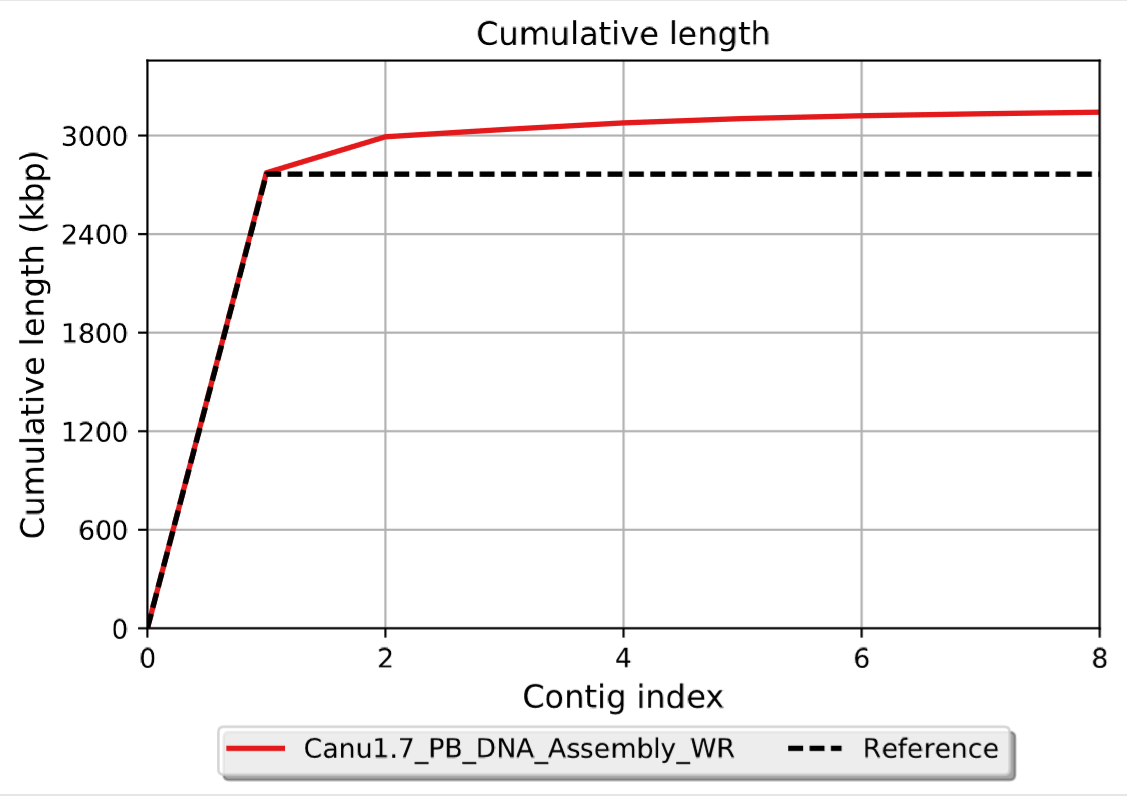 Cumulative length
Cumulative length (kbp)
3000
2400
1800
1200
600
0
0 2 4 6 8
Contig index
Canu1.7_PB_DNA_Assembly_WR Reference